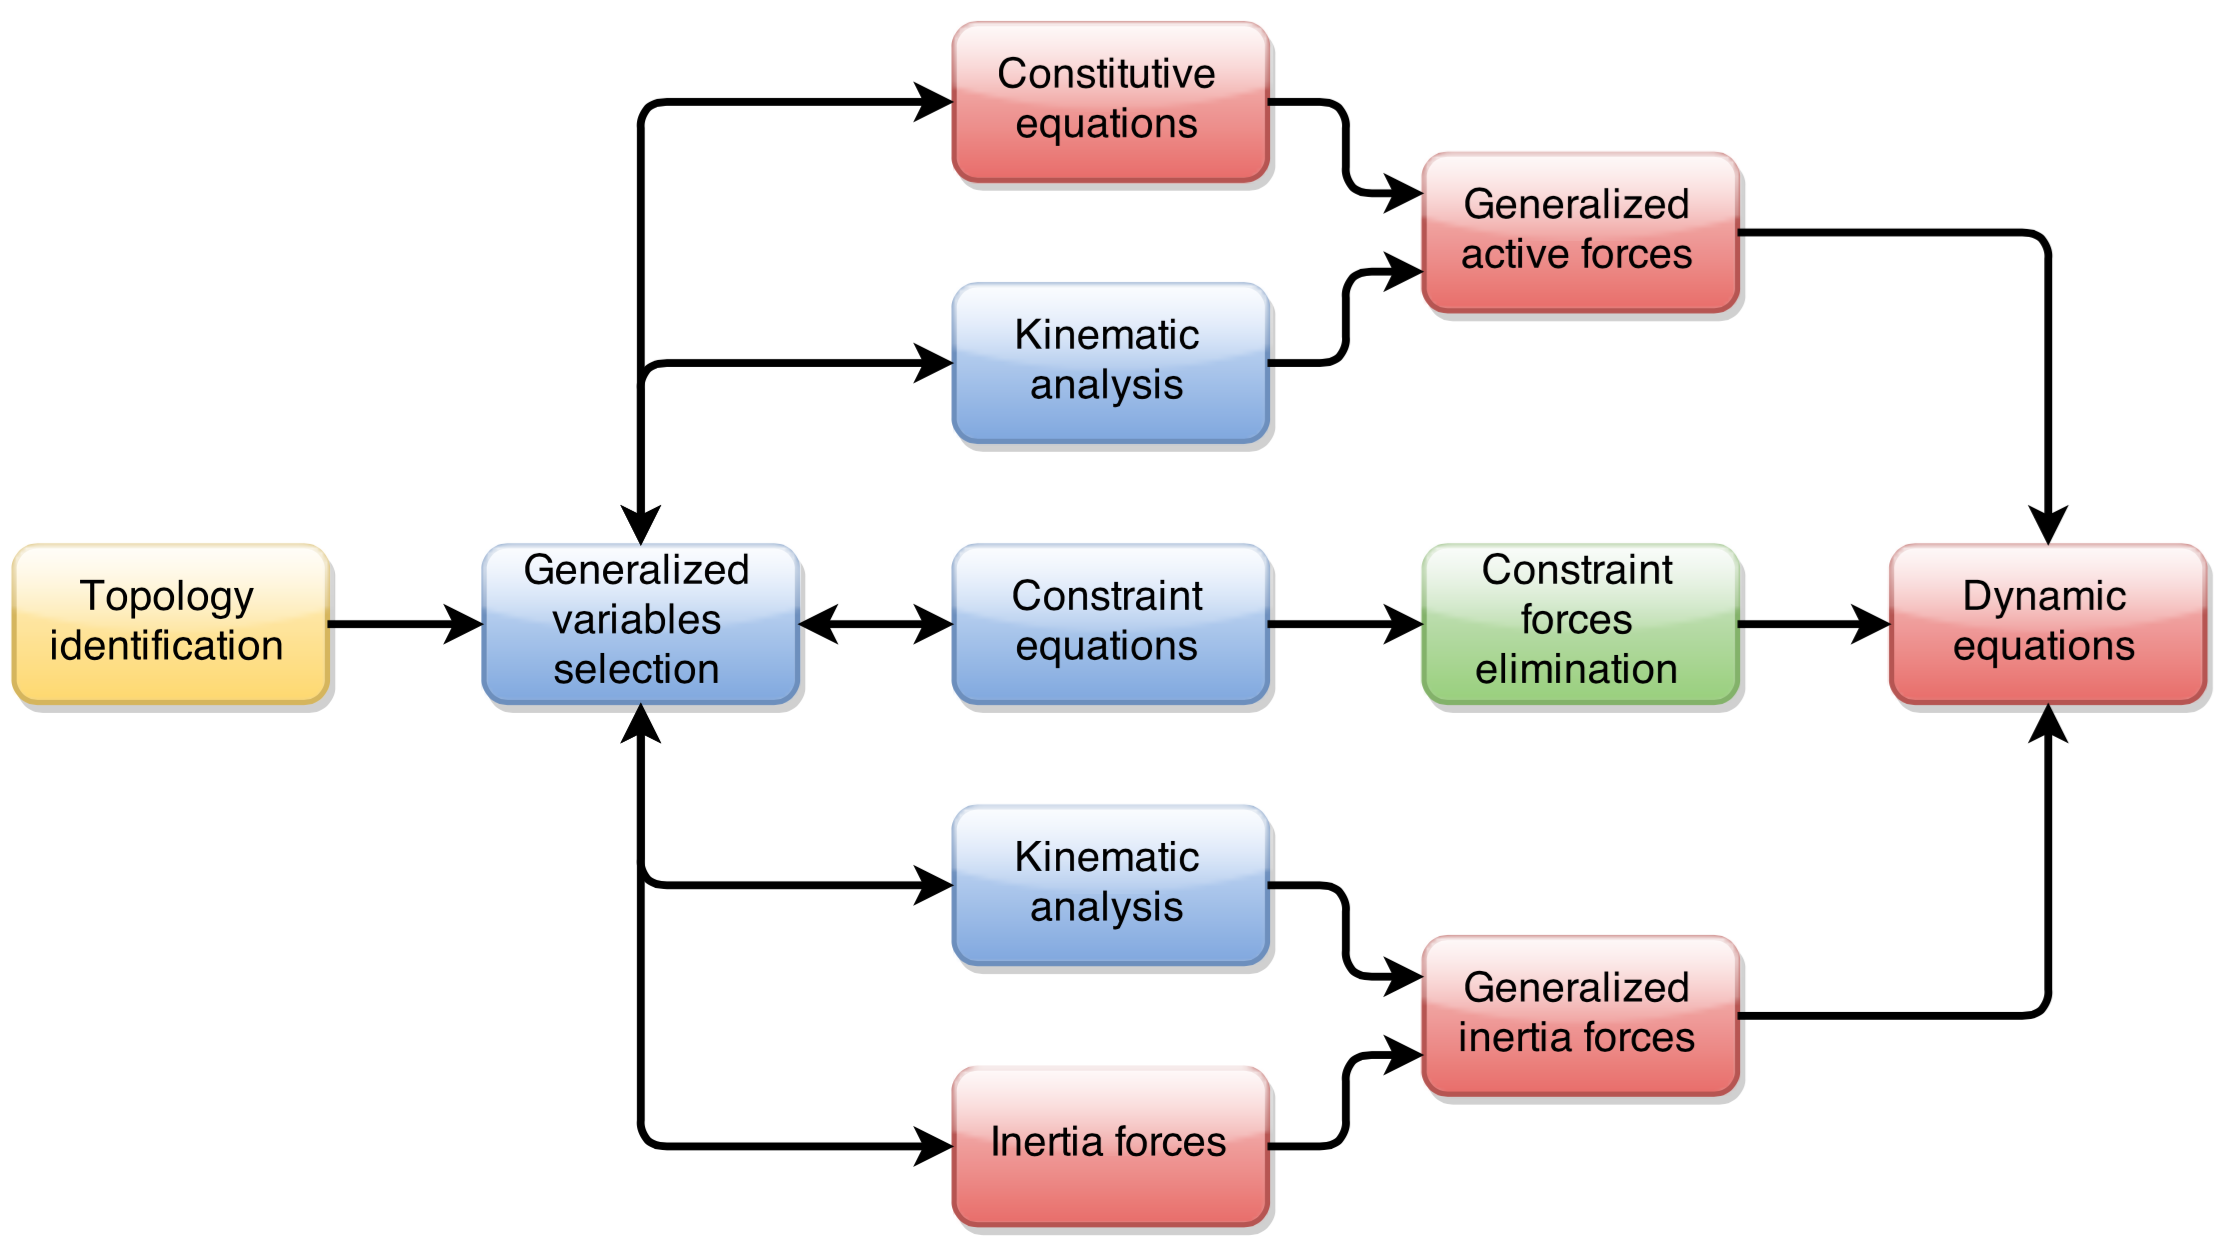 Constitutive
equations
Generalized
active forces
Kinematic
analysis
Topology
identification
Generalized
variables
selection
Constraint
equations
Constraint
forces
elimination
Dynamic
equations
Kinematic
analysis
Generalized
inertia forces
Inertia forces